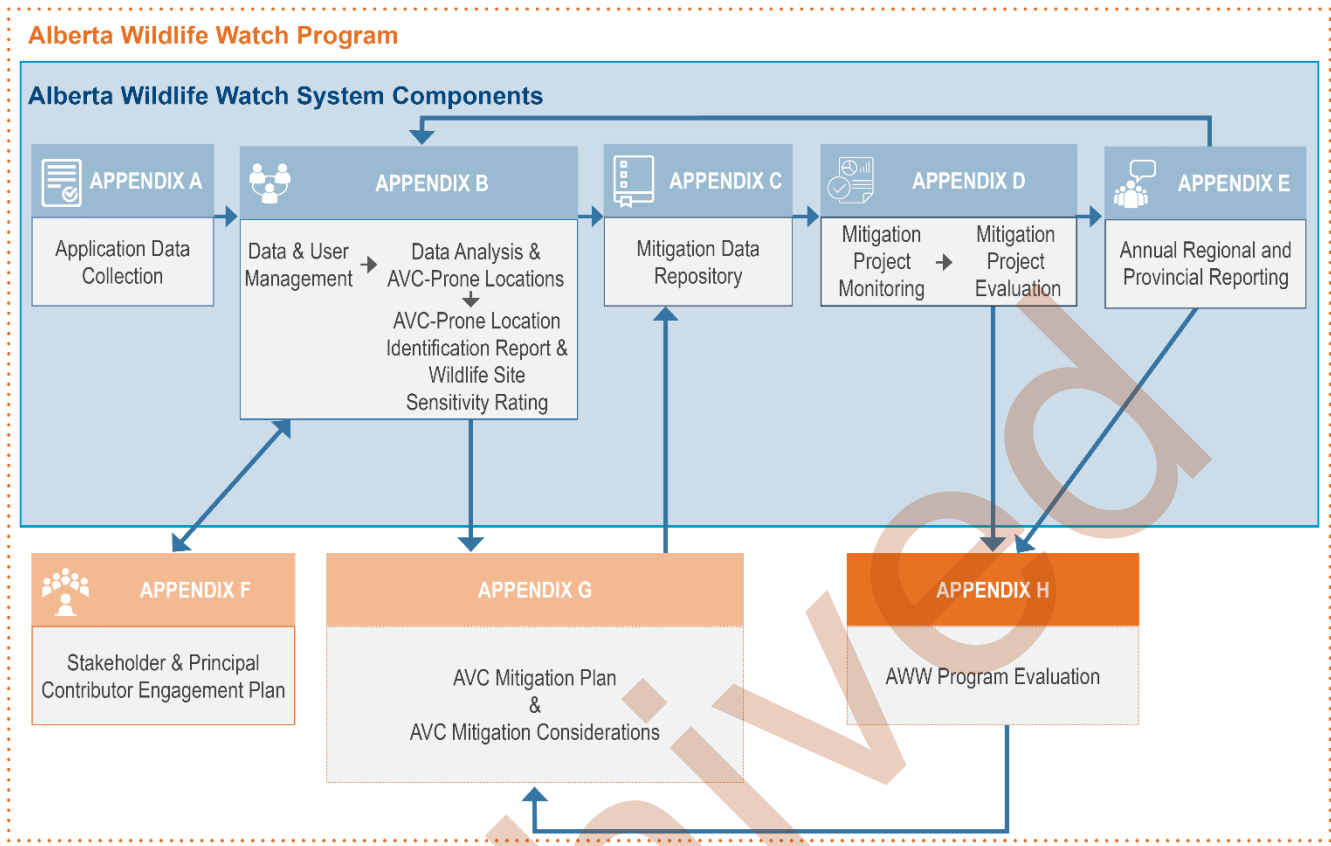 Alberta Wildlife Watch Program
Alberta Wildlife Watch System Components
APPENDIX A
Application Data
Collection
APPENDIX B
Data & User
Management
Data Analysis &
AVC-Prone Locations
AVC-Prone Location
Identification Report &
Wildlife Site
Sensitivity Rating
APPENDIX C
Mitigation Data
Repository
APPENDIX D
Mitigation
Project
Monitoring
Mitigation
Project
Evaluation
APPENDIX E
Annual Regional and
Provincial Reporting
APPENDIX F
Stakeholder & Principal
Contributor Engagement Plan
APPENDIX G
AVC Mitigation Plan
&
AVC Mitigation Considerations
APPENDIX H
AWW Program Evaluation